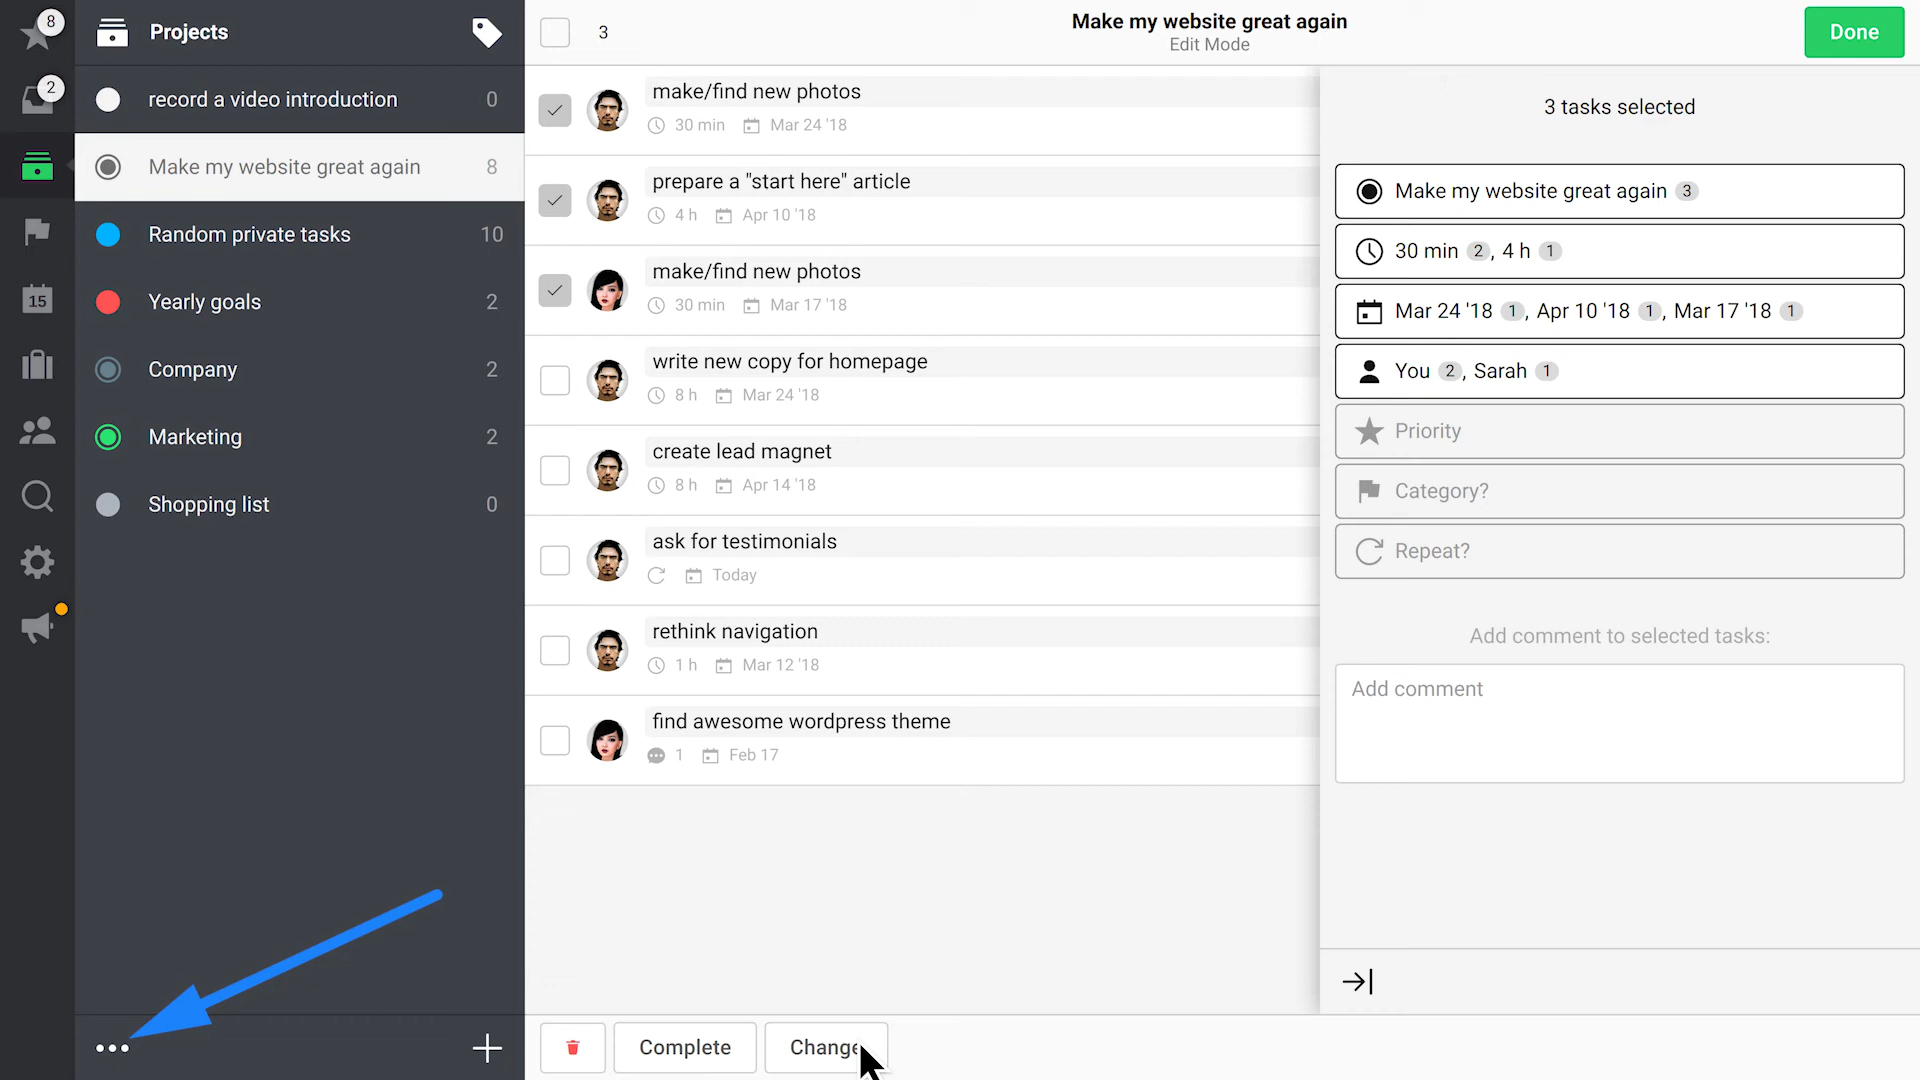 8
2
15
Projects
record a video introduction 0
Make my website great again 8
Random private tasks 10
Yearly goals 2
Company 2
Marketing 2
Shopping list 0
3
Make my website great again
Edit Mode
Done
make/find new photos
30 min Mar 24 '18
prepare a "start here" article
4 h Apr 10 '18
make/find new photos
30 min Mar 17 '18
write new copy for homepage
8 h Mar 24 '18
create lead magnet
8 h Apr 14 '18
ask for testimonials
Today
rethink navigation
1 h Mar 12 '18
find awesome wordpress theme
1 Feb 17
Complete
Change
3 tasks selected
Make my website great again 3
30 min 2, 4 h 1
Mar 24 '18 1, Apr 10 '18 1, Mar 17 '18 1
You 2, Sarah 1
Priority
Category?
Repeat?
Add comment to selected tasks:
Add comment